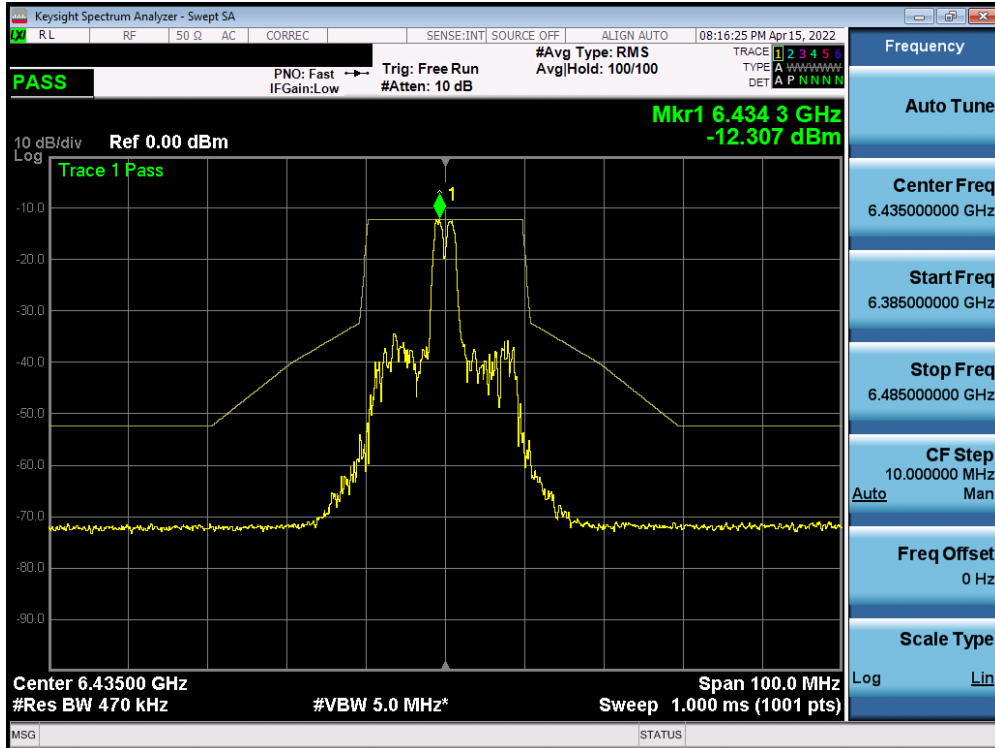 Keysight Spectrum Analyzer - Swept SA
LXI RL RF 50 Ω AC CORREC SENSE:INT SOURCE OFF ALIGN AUTO 08:16:25 PM Apr 15, 2022
PASS
PNO: Fast
IFGain:Low
Trig: Free Run
#Atten: 10 dB
#Avg Type: RMS
Avg|Hold: 100/100
TRACE 1 2 3 4 5 6
TYPE A WWWWW
DET A P N N N N
Mkr1 6.434 3 GHz
-12.307 dBm
10 dB/div Ref 0.00 dBm
Log
Trace 1 Pass
1
-10.0
-20.0
-30.0
-40.0
-50.0
-60.0
-70.0
-80.0
-90.0
Center 6.43500 GHz Span 100.0 MHz
#Res BW 470 kHz #VBW 5.0 MHz* Sweep 1.000 ms (1001 pts)
MSG STATUS
Frequency
Auto Tune
Center Freq
6.435000000 GHz
Start Freq
6.385000000 GHz
Stop Freq
6.485000000 GHz
CF Step
10.000000 MHz
Auto Man
Freq Offset
0 Hz
Scale Type
Log Lin